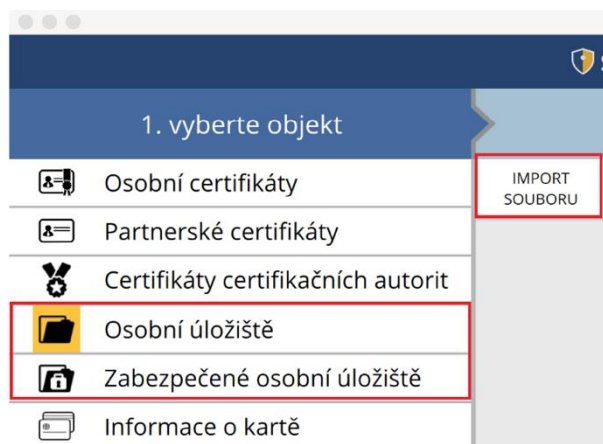 1. vyberte objekt
Osobní certifikáty
IMPORT
SOUBORU
Partnerské certifikáty
Certifikáty certifikačních autorit
Osobní úložiště
Zabezpečené osobní úložiště
Informace o kartě